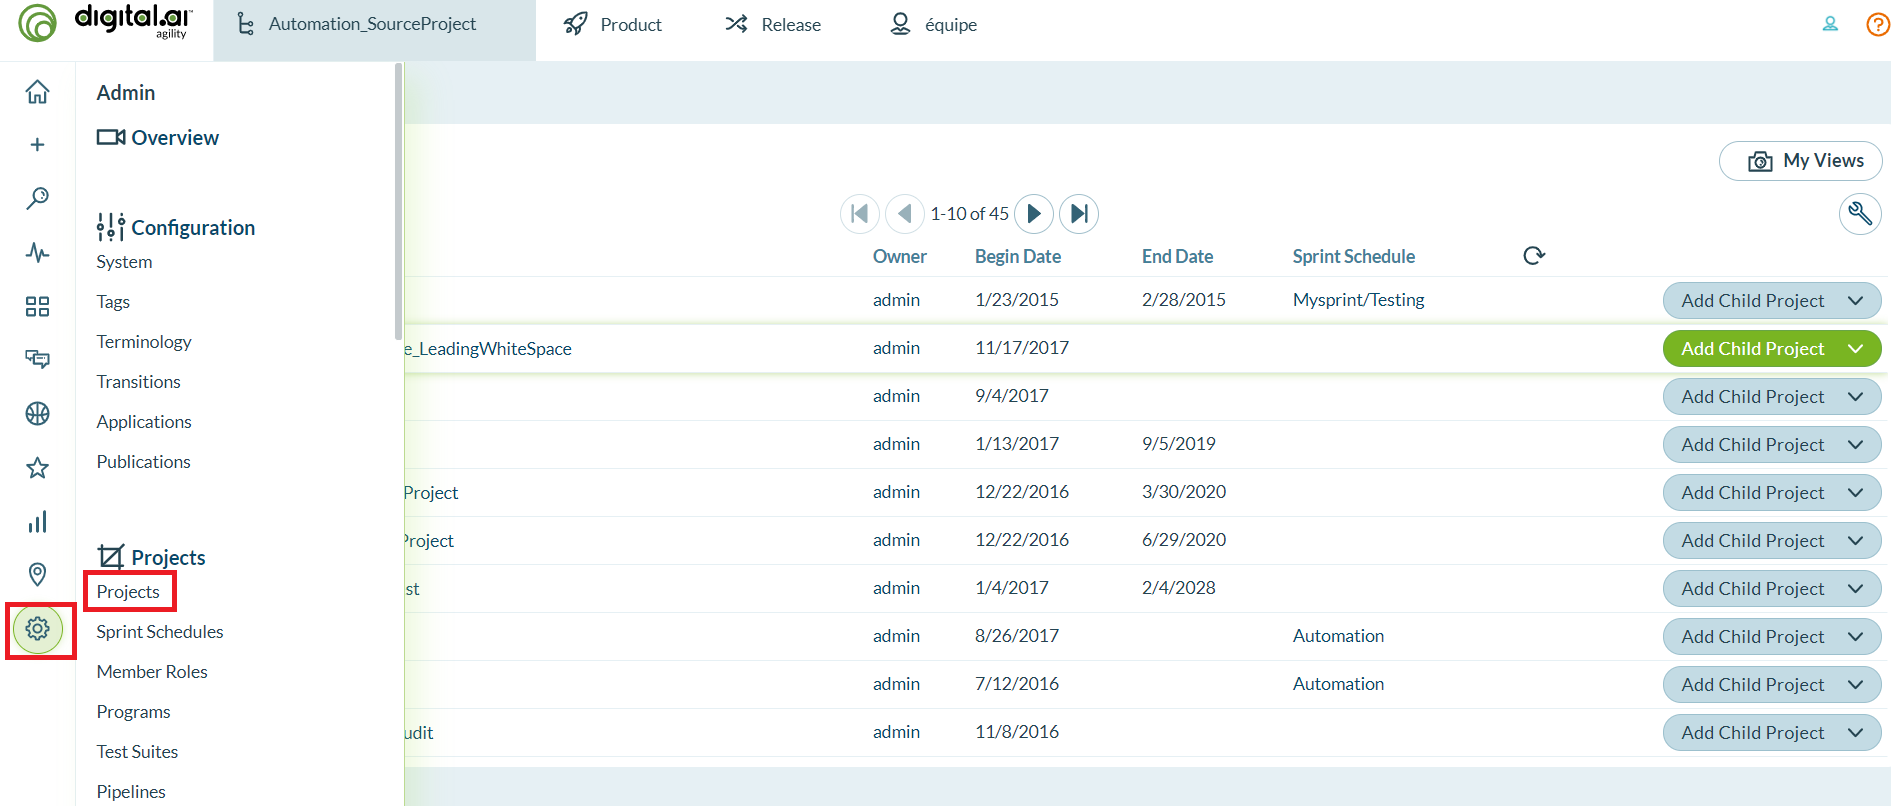 digital.ai
agility
Automation_SourceProject
Product
Release
équipe
Admin
Overview
Configuration
System
Tags
Terminology
Transitions
Applications
Publications
Projects
Projects
Sprint Schedules
Member Roles
Programs
Test Suites
Pipelines
My Views
1-10 of 45
Owner Begin Date End Date Sprint Schedule
admin 1/23/2015 2/28/2015 Mysprint/Testing Add Child Project
e_LeadingWhiteSpace admin 11/17/2017 Add Child Project
admin 9/4/2017 Add Child Project
admin 1/13/2017 9/5/2019 Add Child Project
Project admin 12/22/2016 3/30/2020 Add Child Project
Project admin 12/22/2016 6/29/2020 Add Child Project
st admin 1/4/2017 2/4/2028 Add Child Project
admin 8/26/2017 Automation Add Child Project
admin 7/12/2016 Automation Add Child Project
udit admin 11/8/2016 Add Child Project